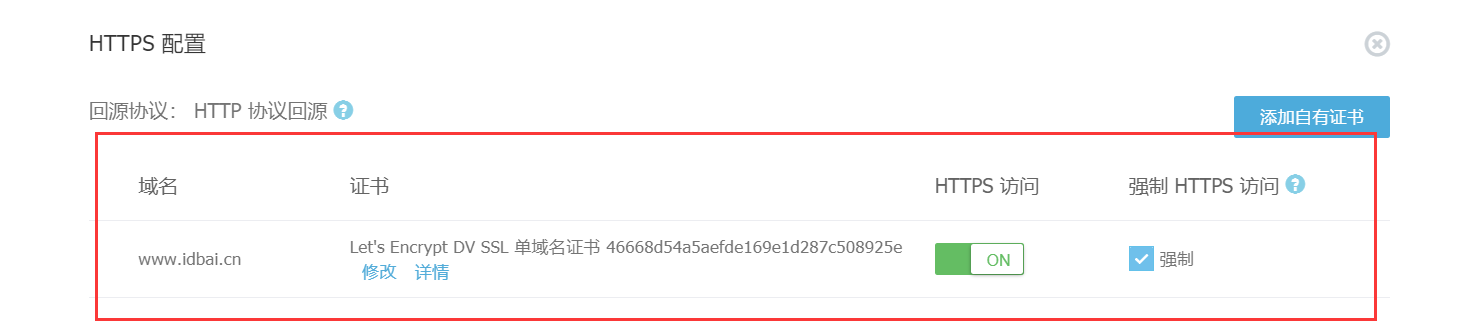 HTTPS 配置
回源协议： HTTP 协议回源 ?
添加自有证书
域名 证书 HTTPS 访问 强制 HTTPS 访问 ?
www.idbai.cn Let's Encrypt DV SSL 单域名证书 46668d54a5aefde169e1d287c508925e ON 强制
修改 详情